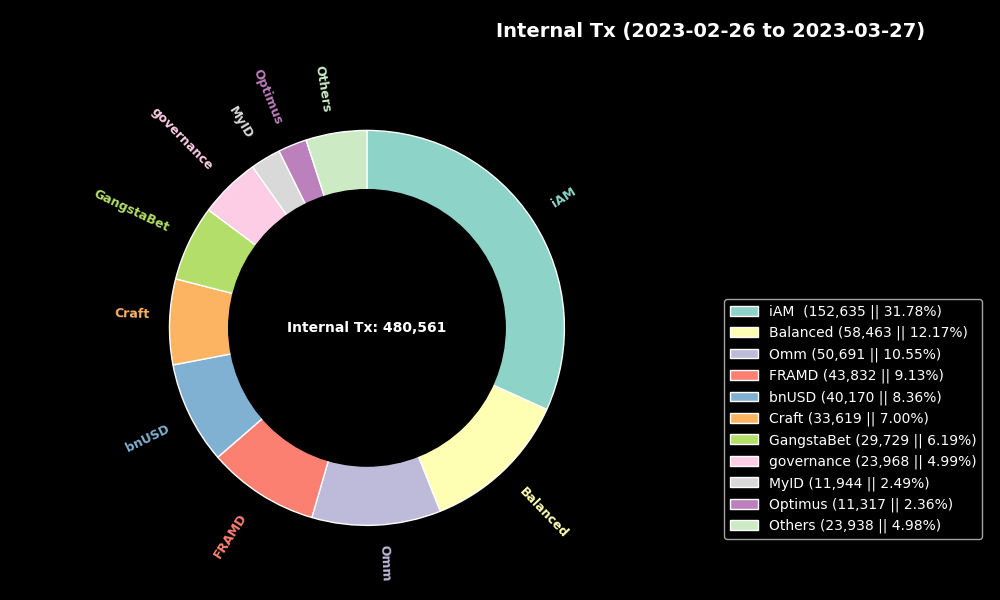 Internal Tx (2023-02-26 to 2023-03-27)
Others
Optimus
MyID
governance
iAM
GangstaBet
Craft
Internal Tx: 480,561
bnUSD
Balanced
FRAMD
Omm
iAM  (152,635 || 31.78%)
Balanced (58,463 || 12.17%)
Omm (50,691 || 10.55%)
FRAMD (43,832 || 9.13%)
bnUSD (40,170 || 8.36%)
Craft (33,619 || 7.00%)
GangstaBet (29,729 || 6.19%)
governance (23,968 || 4.99%)
MyID (11,944 || 2.49%)
Optimus (11,317 || 2.36%)
Others (23,938 || 4.98%)